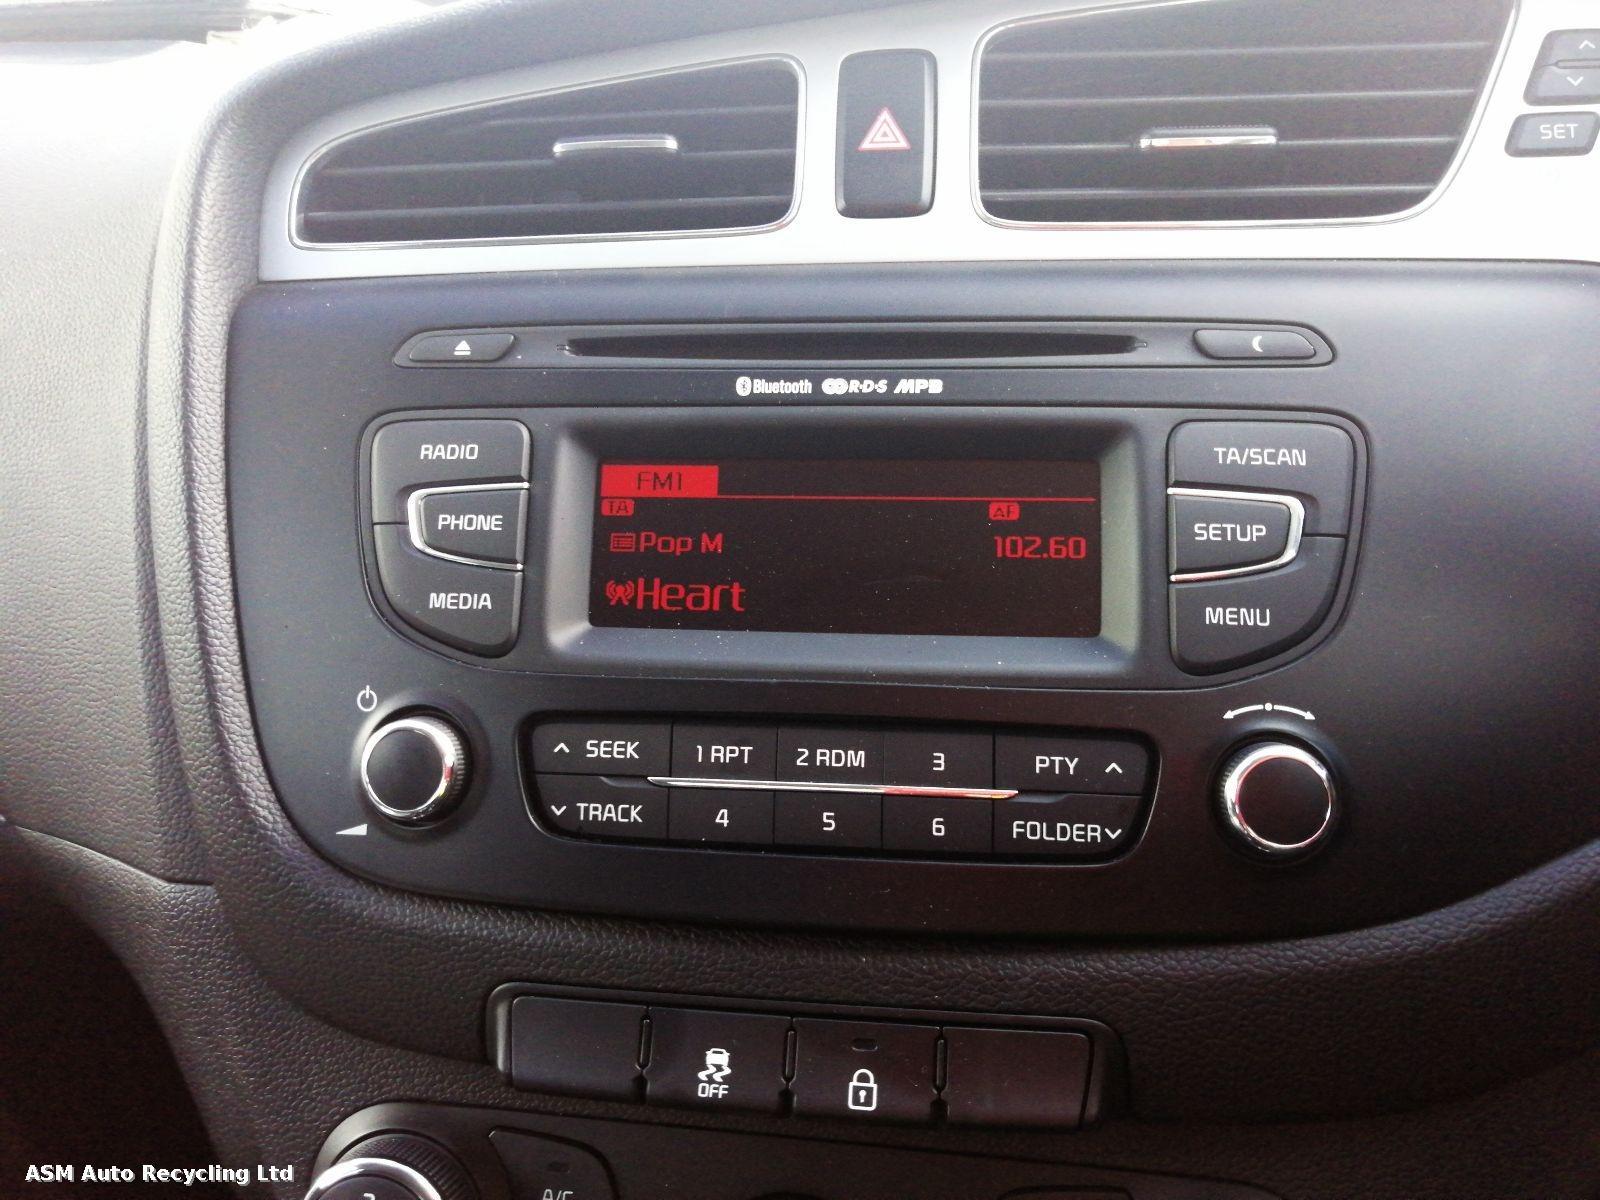 SET
Bluetooth R·D·S MP3
RADIO
PHONE
MEDIA
FM1
TA
AF
Pop M
102.60
Heart
TA/SCAN
SETUP
MENU
SEEK 1 RPT 2 RDM 3 PTY
TRACK 4 5 6 FOLDER
OFF
A/C
ASM Auto Recycling Ltd